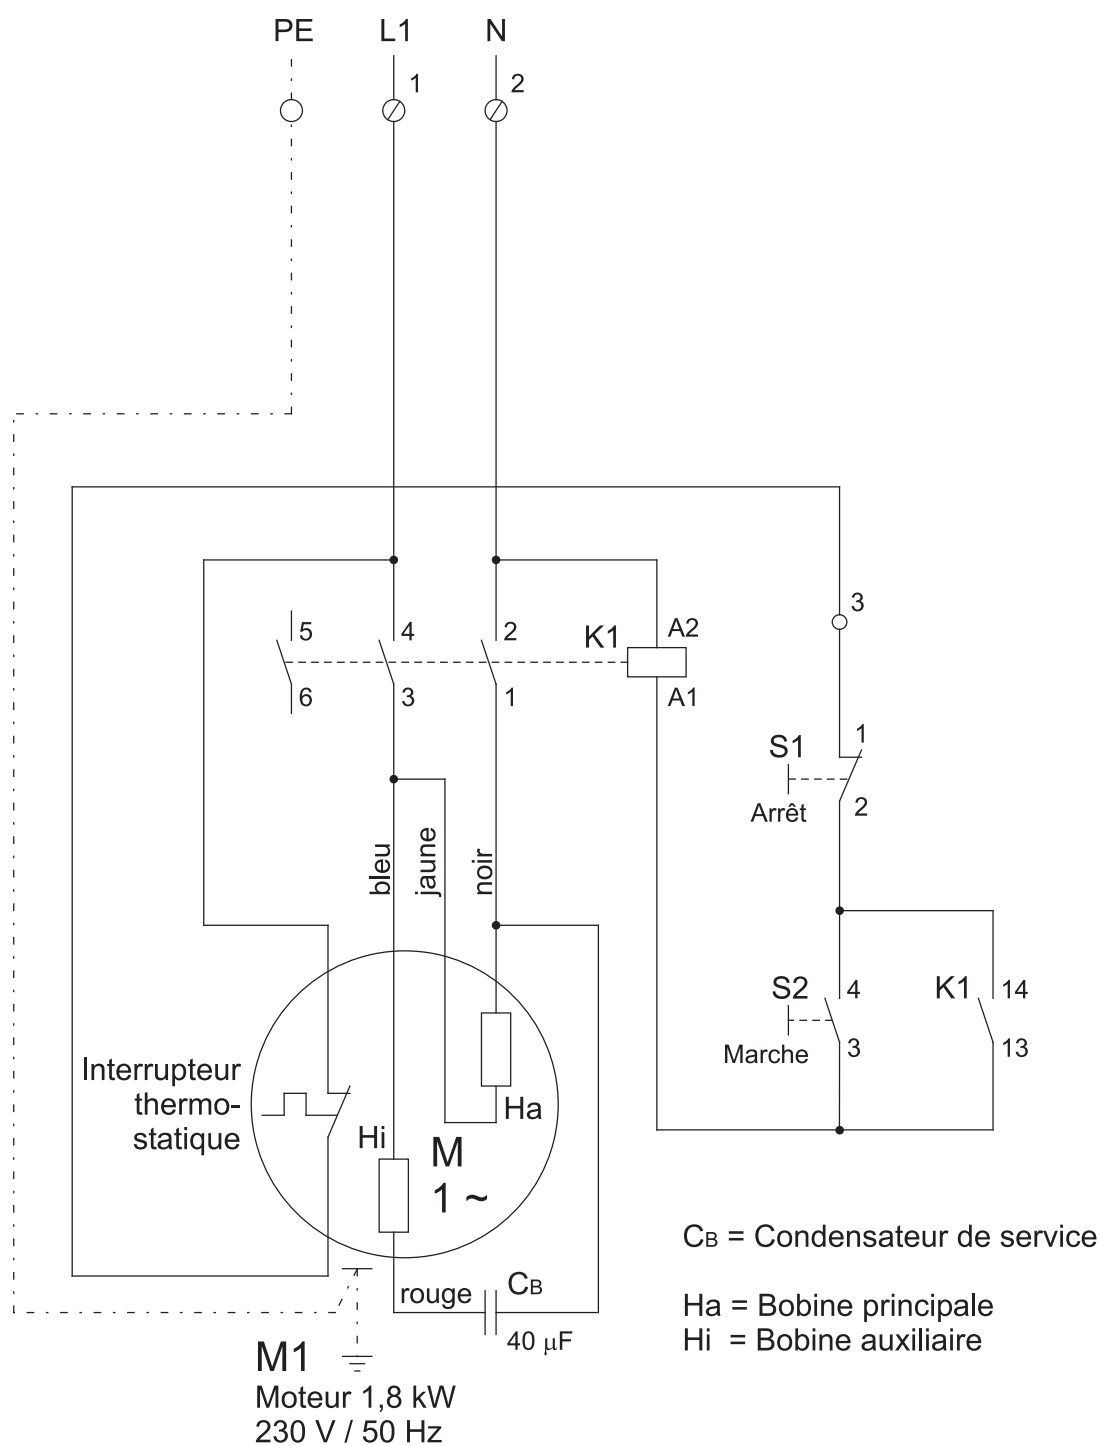 PE L1 N
1 2
3
5 4 2 K1 A2
6 3 1 A1
S1 1
Arrêt 2
bleu
jaune
noir
S2 4 K1 14
Marche 3 13
Interrupteur
thermo-
statique
Ha
Hi M
1 ~
rouge CB
40 µF
CB = Condensateur de service
Ha = Bobine principale
Hi = Bobine auxiliaire
M1
Moteur 1,8 kW
230 V / 50 Hz